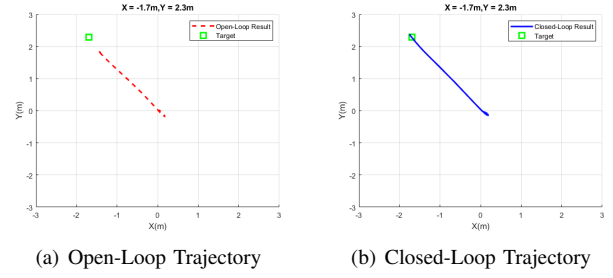 X = -1.7m,Y = 2.3m
Open-Loop Result
Target
3
2
1
0
1
2
3
Y(m)
-3
-2
-1
0
1
2
3
X(m)
(a) Open-Loop Trajectory
X = -1.7m,Y = 2.3m
Closed-Loop Result
Target
3
2
1
0
1
2
3
Y(m)
-3
-2
-1
0
1
2
3
X(m)
(b) Closed-Loop Trajectory